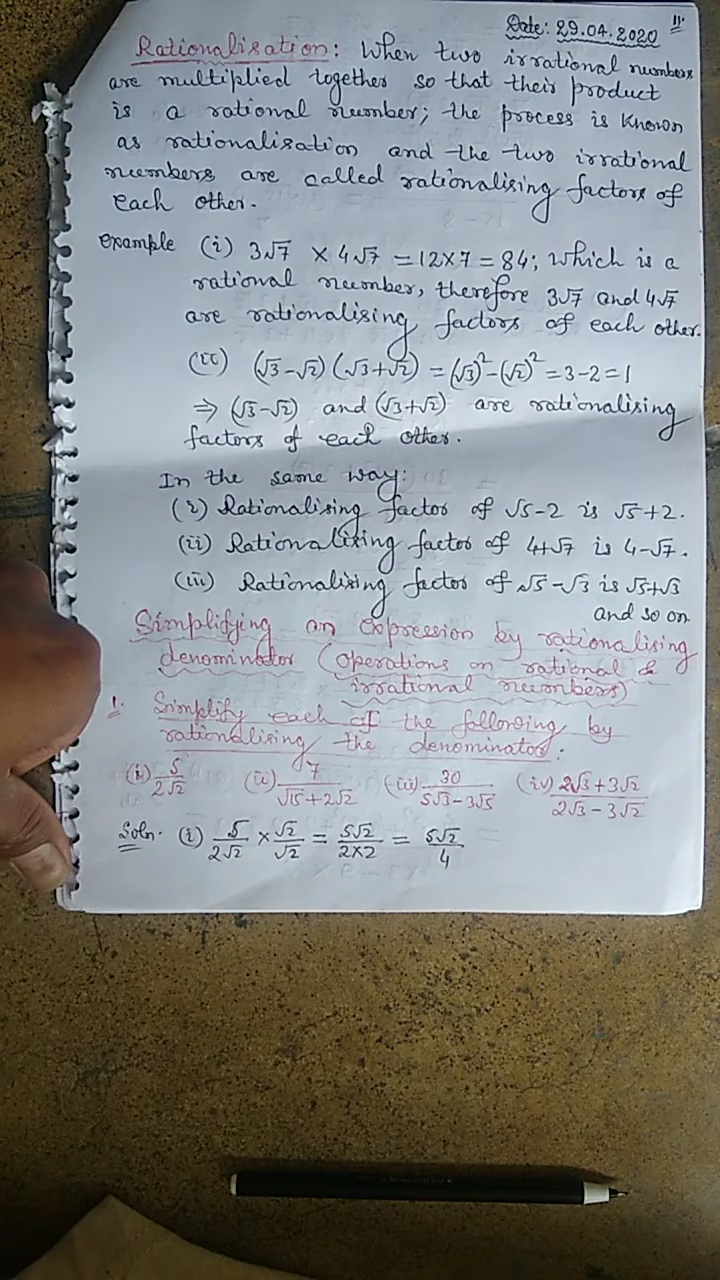 Date: 29.04.2020
Rationalisation: When two irrational numbers
are multiplied together so that their product
is a rational number; the process is known
as rationalisation and the two irrational
numbers are called rationalising factors of
each other.
example (i) 3√7 × 4√7 = 12×7 = 84; which is a
rational number, therefore 3√7 and 4√7
are rationalising factors of each other.
(ii) (√3-√2) (√3+√2) = (√3)²-(√2)² = 3-2 = 1
⇒ (√3-√2) and (√3+√2) are rationalising
factors of each other.
In the same way:
(i) Rationalising factor of √5-2 is √5+2.
(ii) Rationalising factor of 4+√7 is 4-√7.
(iii) Rationalising factor of √5-√3 is √5+√3
and so on
Simplifying an expression by rationalising
denominator (operations on rational &
irrational numbers)
1. Simplify each of the following by
rationalising the denominator:
(i) 5/2√2 (ii) 7/√15+2√2 (iii) 30/5√3-3√5 (iv) 2√3+3√2/2√3-3√2
Soln. (i) 5/2√2 × √2/√2 = 5√2/2×2 = 5√2/4